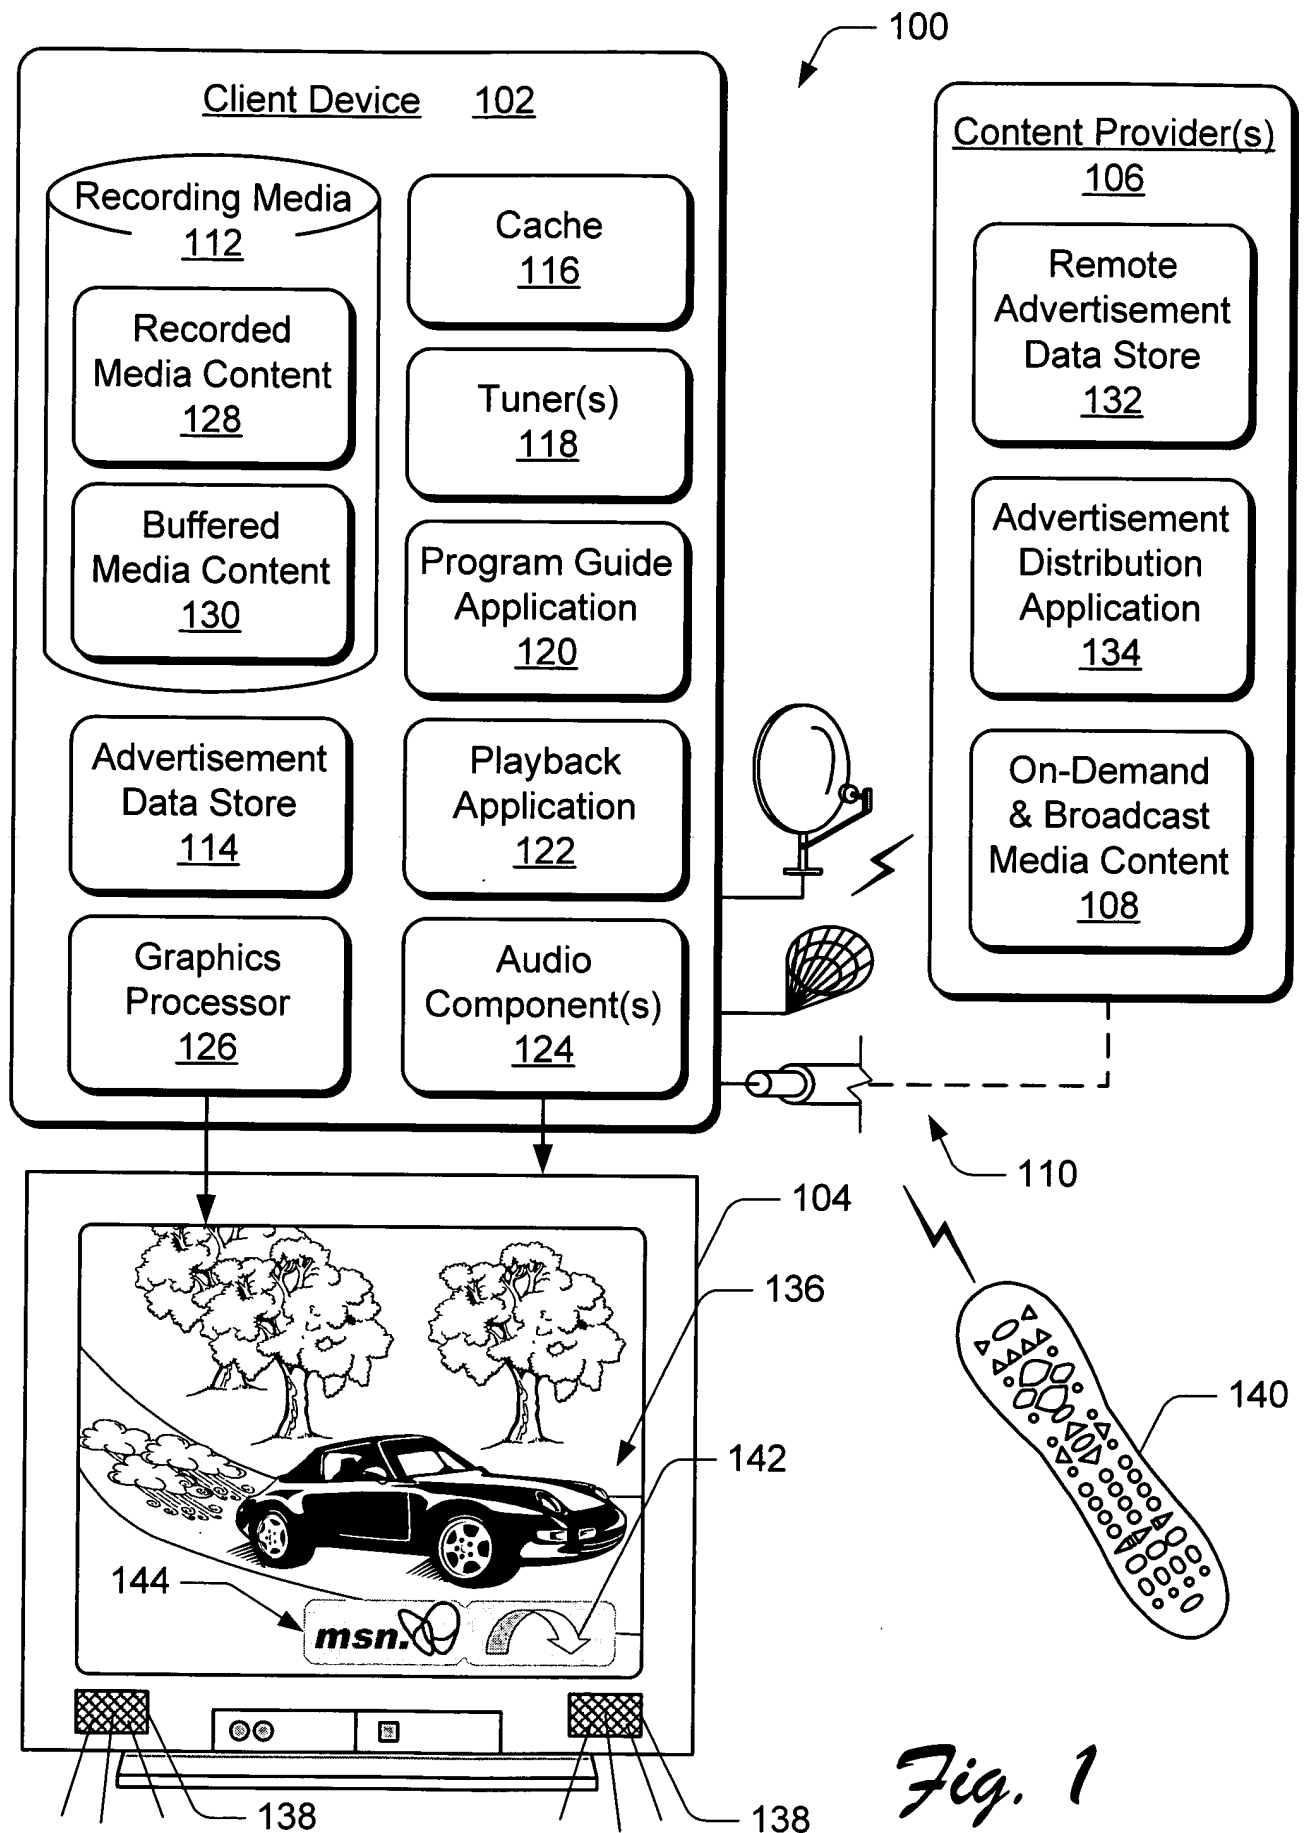 100
Client Device 102
Recording Media
112
Recorded
Media Content
128
Buffered
Media Content
130
Cache
116
Tuner(s)
118
Program Guide
Application
120
Advertisement
Data Store
114
Playback
Application
122
Graphics
Processor
126
Audio
Component(s)
124
Content Provider(s)
106
Remote
Advertisement
Data Store
132
Advertisement
Distribution
Application
134
On-Demand
& Broadcast
Media Content
108
110
104
136
140
142
144
msn.
138
138
Fig. 1